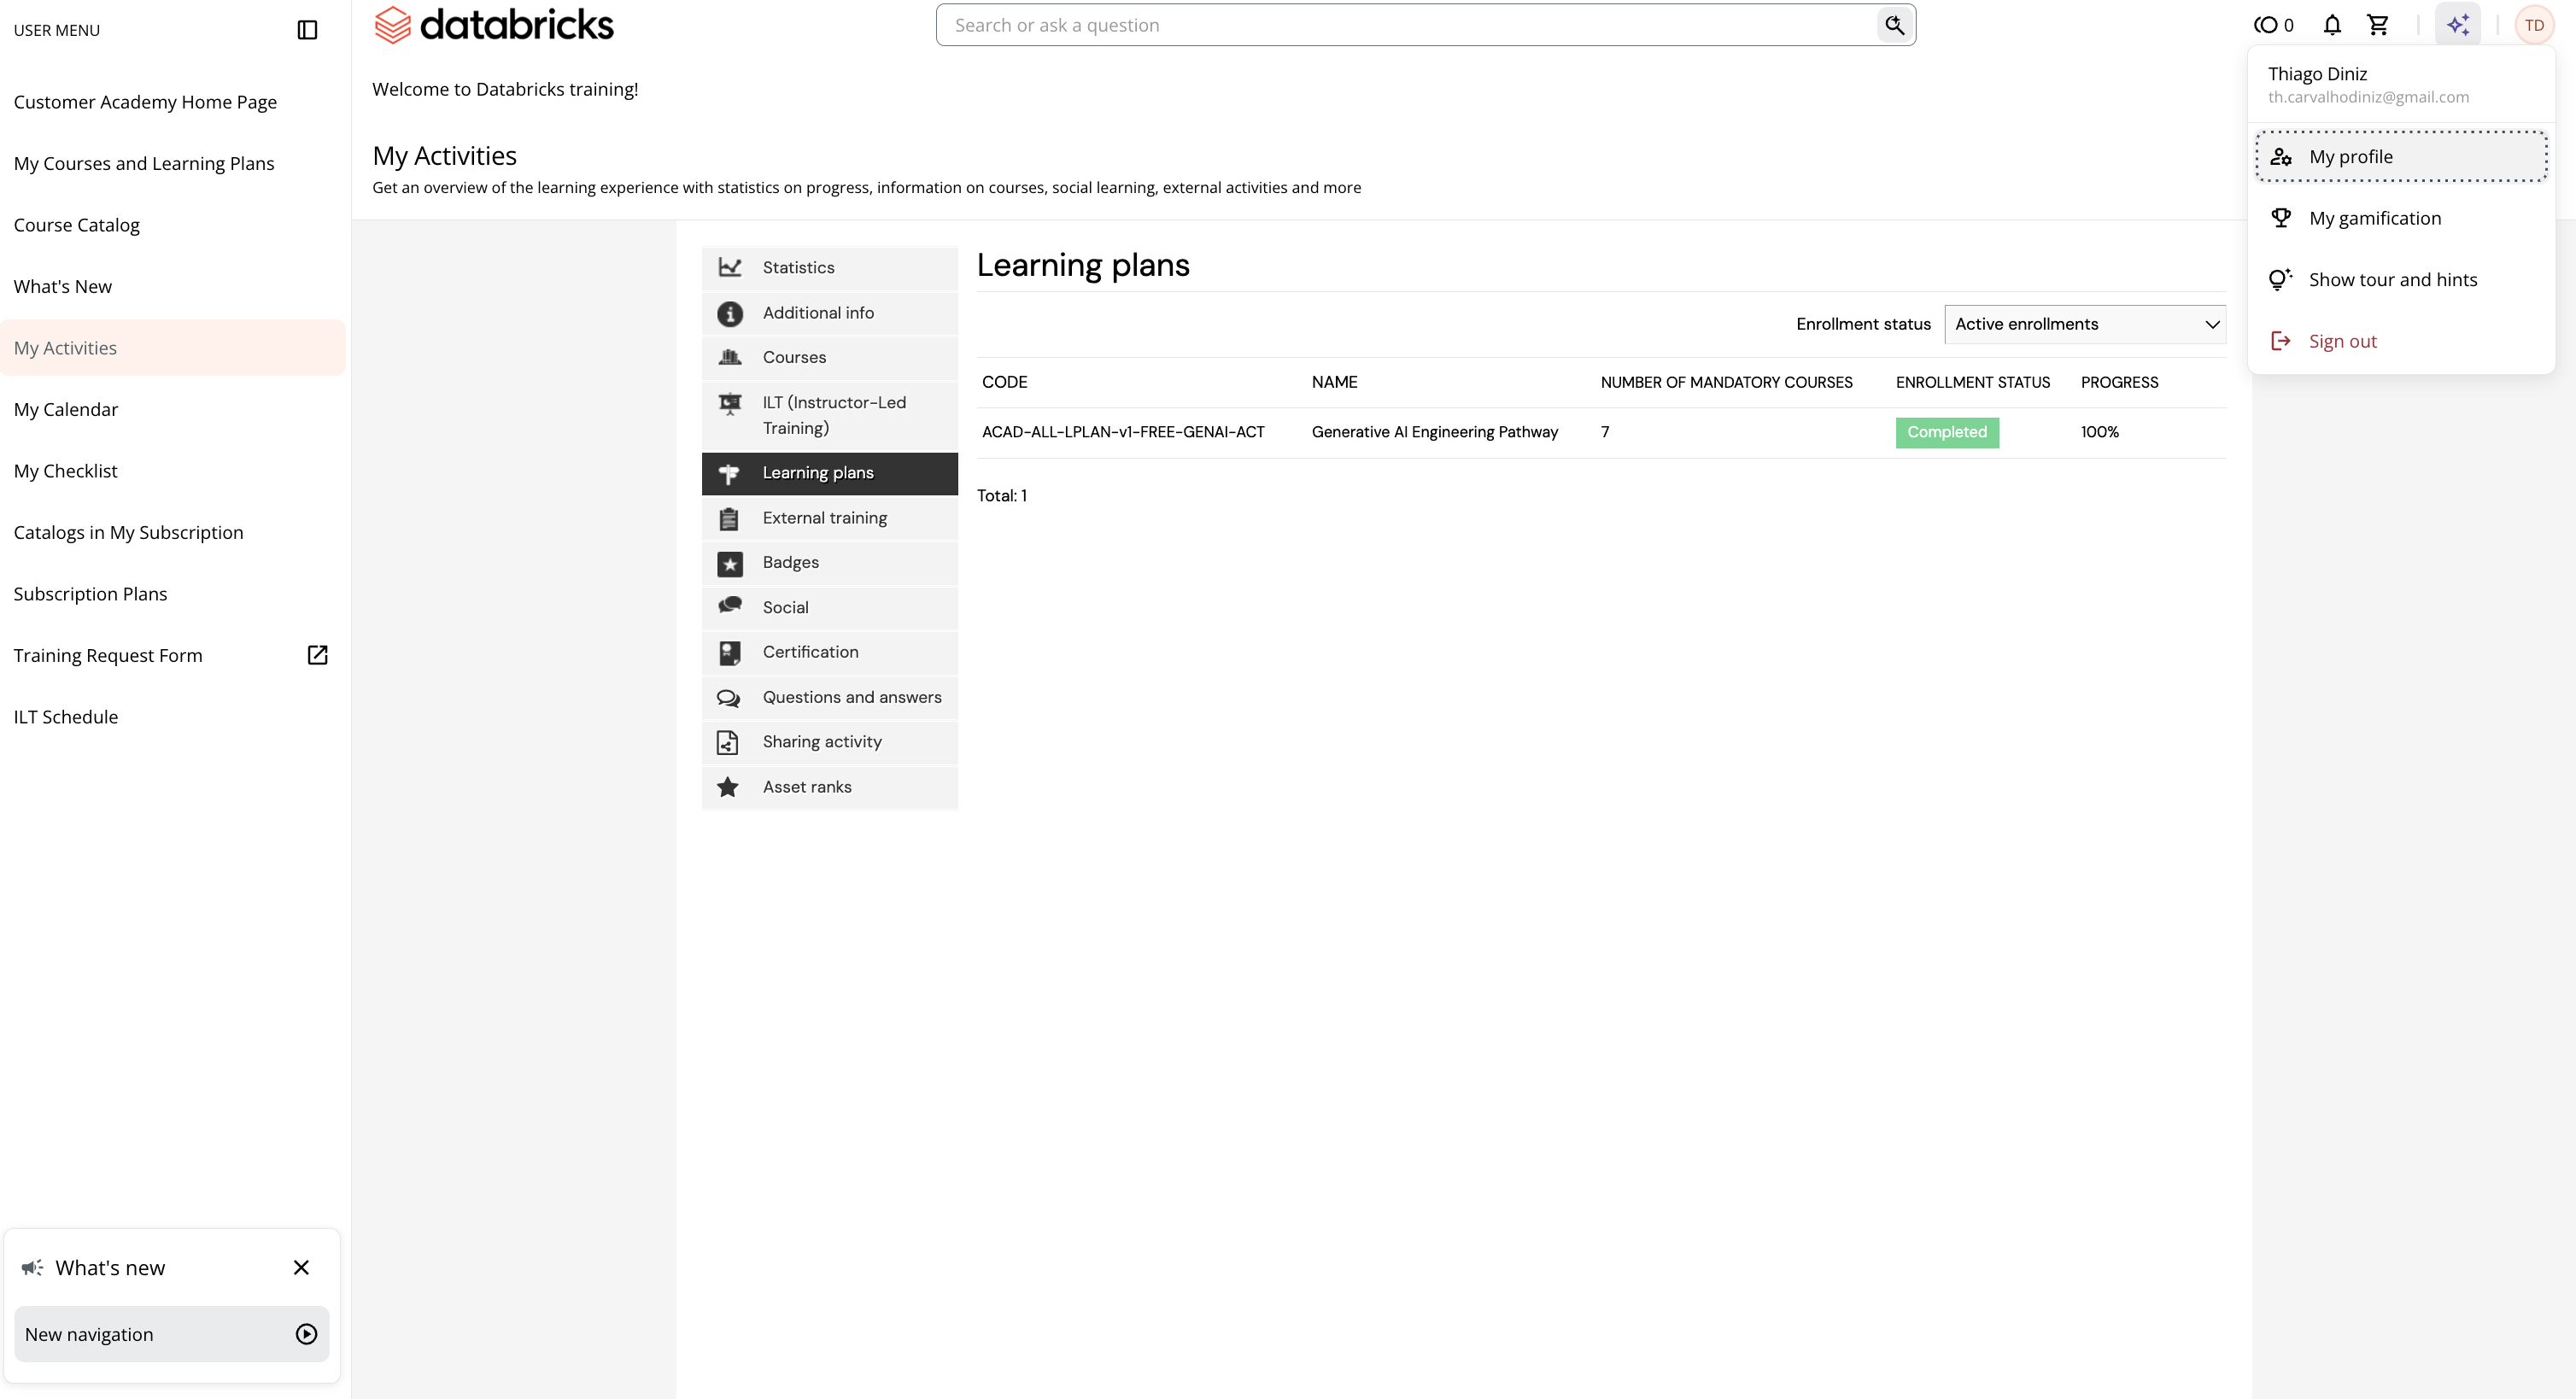 USER MENU
Customer Academy Home Page
My Courses and Learning Plans
Course Catalog
What's New
My Activities
My Calendar
My Checklist
Catalogs in My Subscription
Subscription Plans
Training Request Form
ILT Schedule
What's new
New navigation
databricks
Search or ask a question
0
TD
Welcome to Databricks training!
My Activities
Get an overview of the learning experience with statistics on progress, information on courses, social learning, external activities and more
Thiago Diniz
th.carvalhodiniz@gmail.com
My profile
My gamification
Show tour and hints
Sign out
Statistics
Additional info
Courses
ILT (Instructor-Led
Training)
Learning plans
External training
Badges
Social
Certification
Questions and answers
Sharing activity
Asset ranks
Learning plans
Enrollment status Active enrollments
CODE NAME NUMBER OF MANDATORY COURSES ENROLLMENT STATUS PROGRESS
ACAD-ALL-LPLAN-v1-FREE-GENAI-ACT Generative AI Engineering Pathway 7 Completed 100%
Total: 1